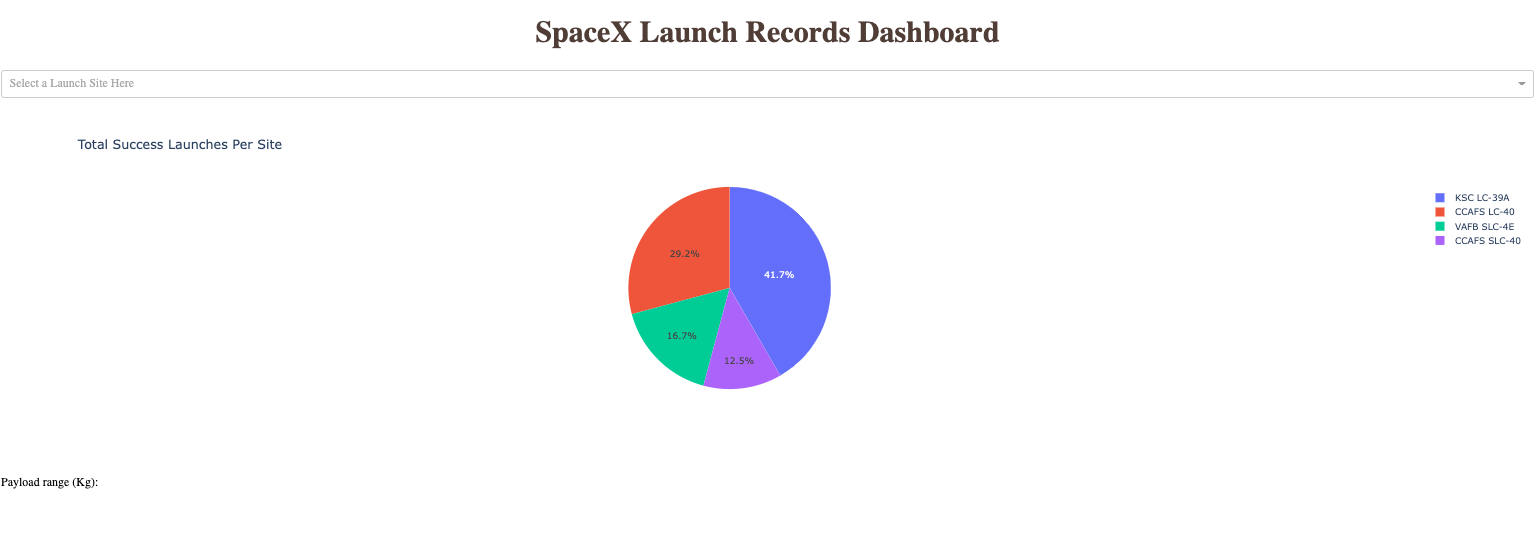 SpaceX Launch Records Dashboard
Select a Launch Site Here
Total Success Launches Per Site
KSC LC-39A
CCAFS LC-40
VAFB SLC-4E
CCAFS SLC-40
29.2%
41.7%
16.7%
12.5%
Payload range (Kg):